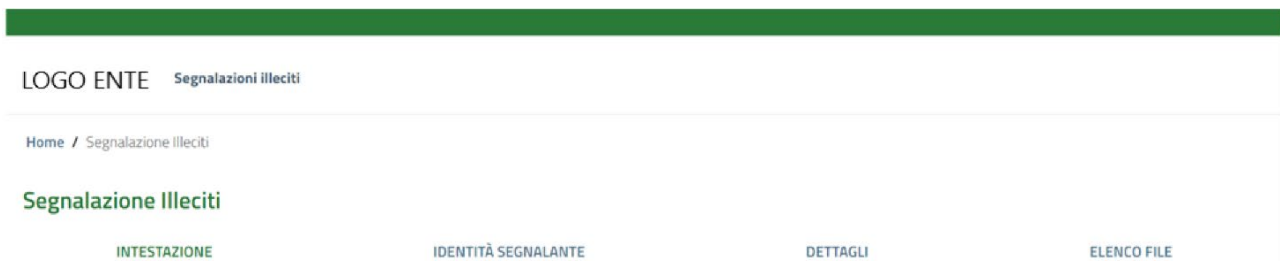 LOGO ENTE Segnalazioni illeciti
Home / Segnalazione Illeciti
Segnalazione Illeciti
INTESTAZIONE IDENTITÀ SEGNALANTE DETTAGLI ELENCO FILE